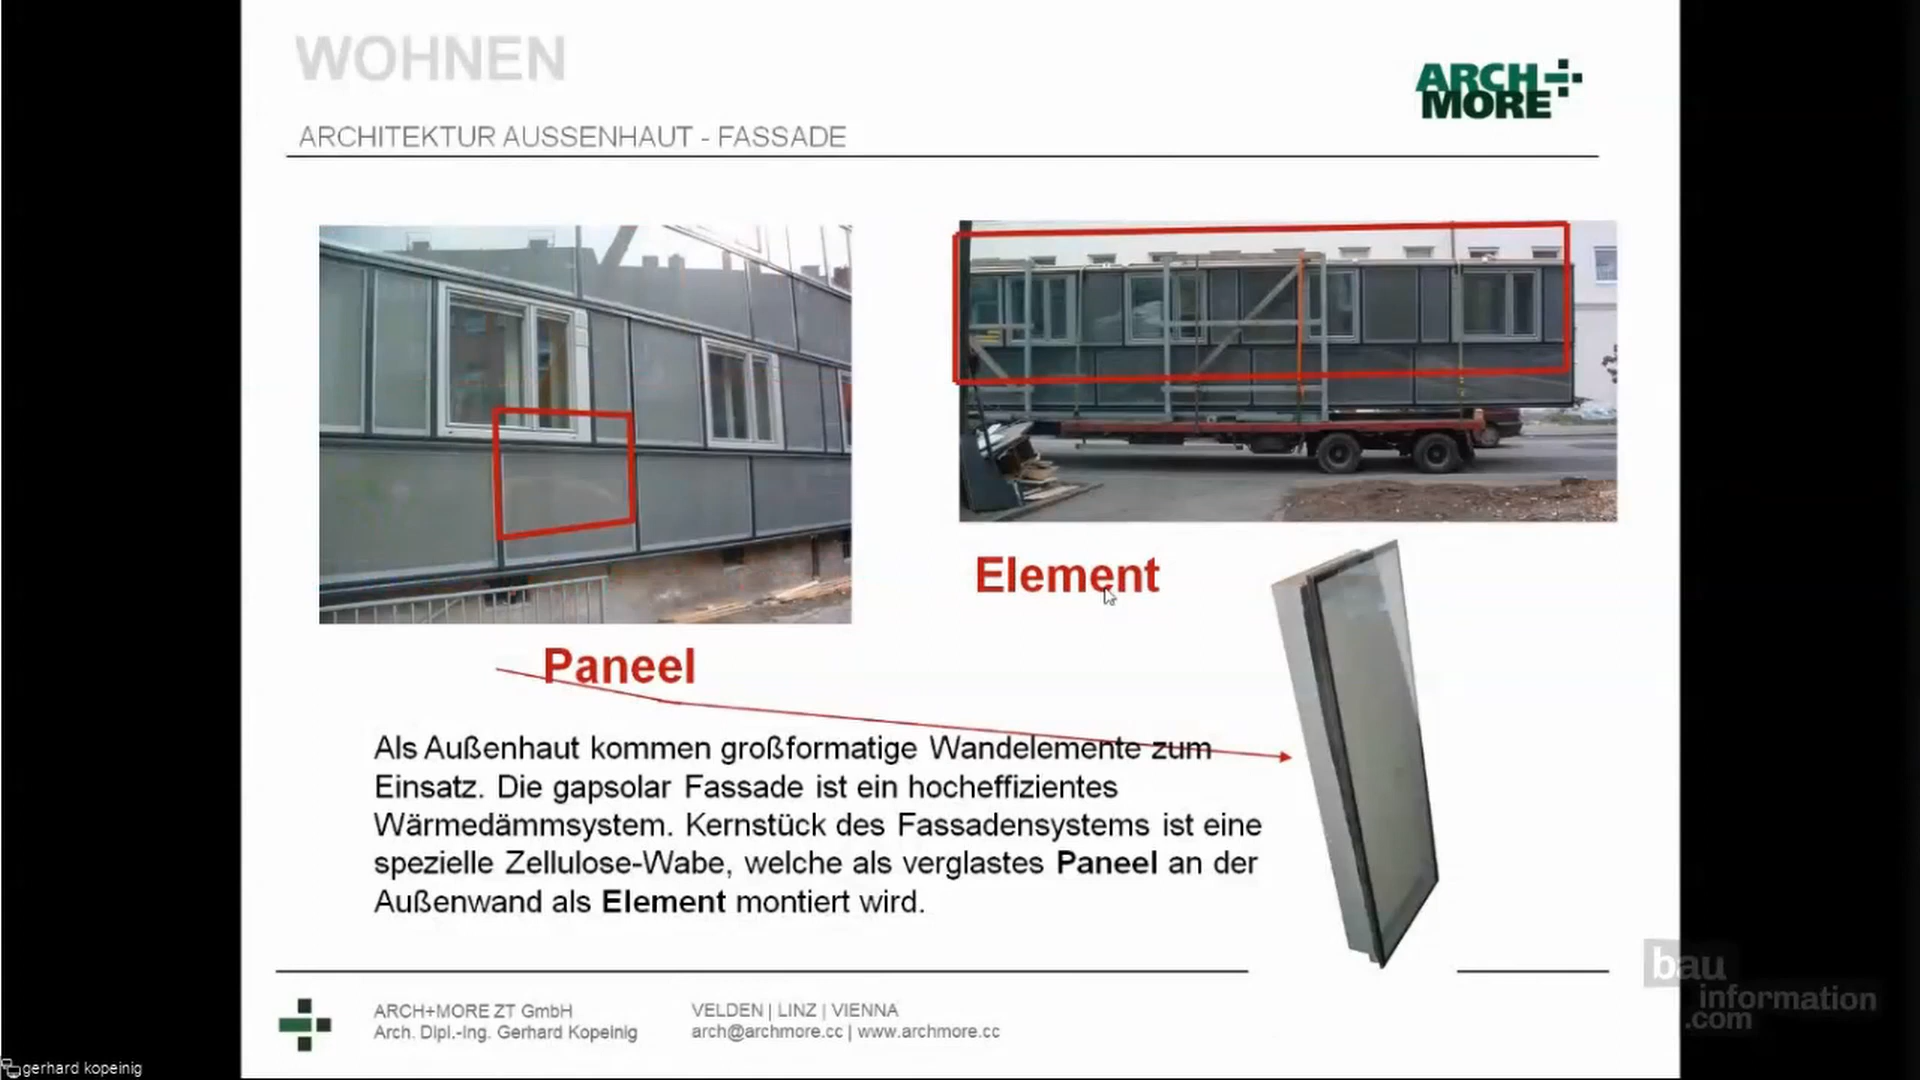 WOHNEN
ARCH
MORE
ARCHITEKTUR AUSSENHAUT - FASSADE
Element
Paneel
Als Außenhaut kommen großformatige Wandelemente zum
Einsatz. Die gapsolar Fassade ist ein hocheffizientes
Wärmedämmsystem. Kernstück des Fassadensystems ist eine
spezielle Zellulose-Wabe, welche als verglastes Paneel an der
Außenwand als Element montiert wird.
ARCH+MORE ZT GmbH
Arch. Dipl.-Ing. Gerhard Kopeinig
VELDEN | LINZ | VIENNA
arch@archmore.cc | www.archmore.cc
bau
information
.com
gerhard kopeinig